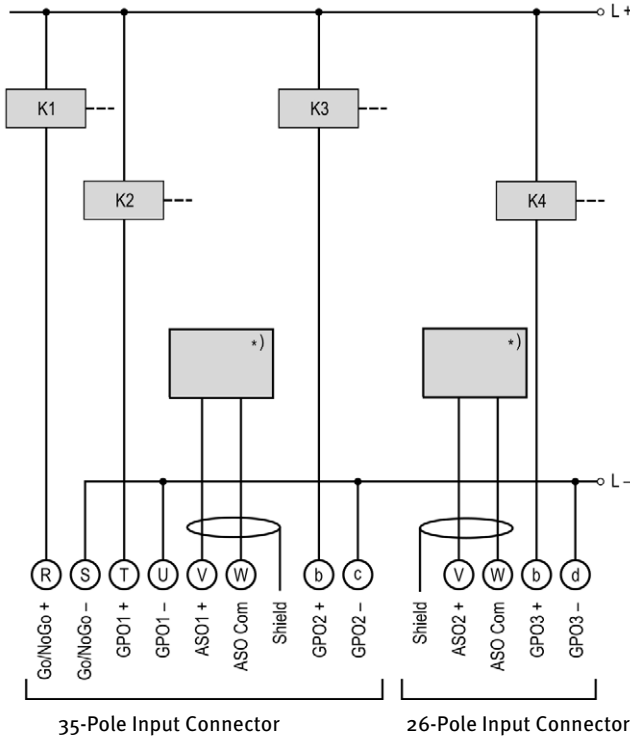 L +
K1
K3
K2
K4
*)
*)
L –
R
S
T
U
V
W
b
c
V
W
b
d
Go/NoGo +
Go/NoGo –
GPO1 +
GPO1 –
ASO1 +
ASO Com
Shield
GPO2 +
GPO2 –
Shield
ASO2 +
ASO Com
GPO3 +
GPO3 –
35-Pole Input Connector
26-Pole Input Connector